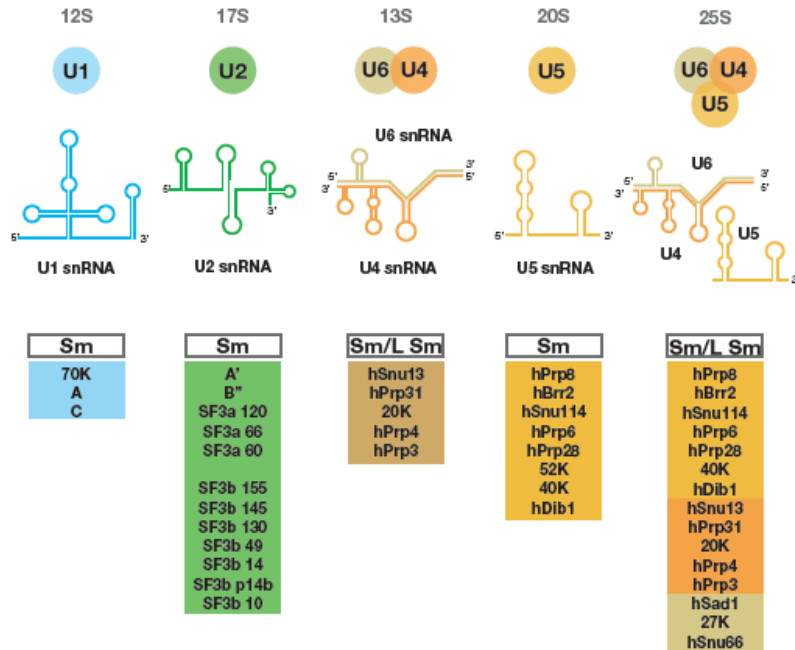 12S
17S
13S
20S
25S
U1
U2
U6 U4
U5
U6 U4
U5
U6 snRNA
5' 3'
U1 snRNA
5'
3'
U2 snRNA
5' 3'
3' 5'
U4 snRNA
5' 3'
U5 snRNA
U6
5' 3'
3' 5'
U4
U5
3'
Sm
70K
A
C
Sm
A'
B"
SF3a 120
SF3a 66
SF3a 60
SF3b 155
SF3b 145
SF3b 130
SF3b 49
SF3b 14
SF3b p14b
SF3b 10
Sm/L Sm
hSnu13
hPrp31
20K
hPrp4
hPrp3
Sm
hPrp8
hBrr2
hSnu114
hPrp6
hPrp28
52K
40K
hDib1
Sm/L Sm
hPrp8
hBrr2
hSnu114
hPrp6
hPrp28
40K
hDib1
hSnu13
hPrp31
20K
hPrp4
hPrp3
hSad1
27K
hSnu66